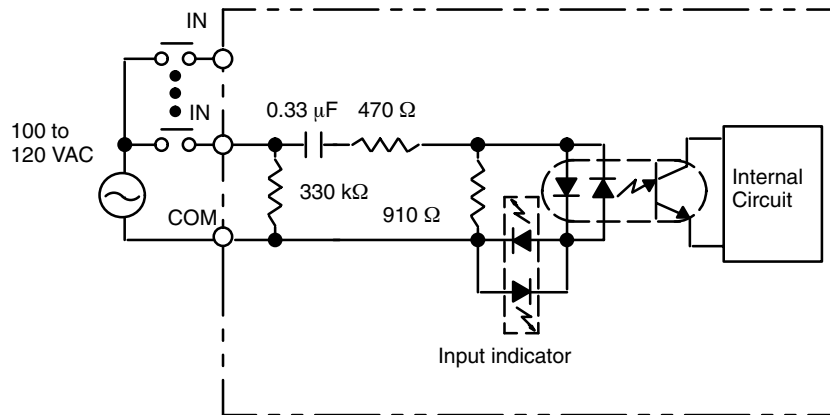 IN
IN
100 to
120 VAC
0.33 μF
470 Ω
330 kΩ
910 Ω
COM
Internal
Circuit
Input indicator